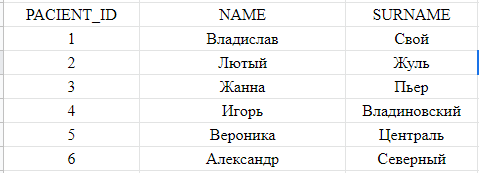 PACIENT_ID NAME SURNAME
1 Владислав Свой
2 Лютый Жуль
3 Жанна Пьер
4 Игорь Владиновский
5 Вероника Централь
6 Александр Северный